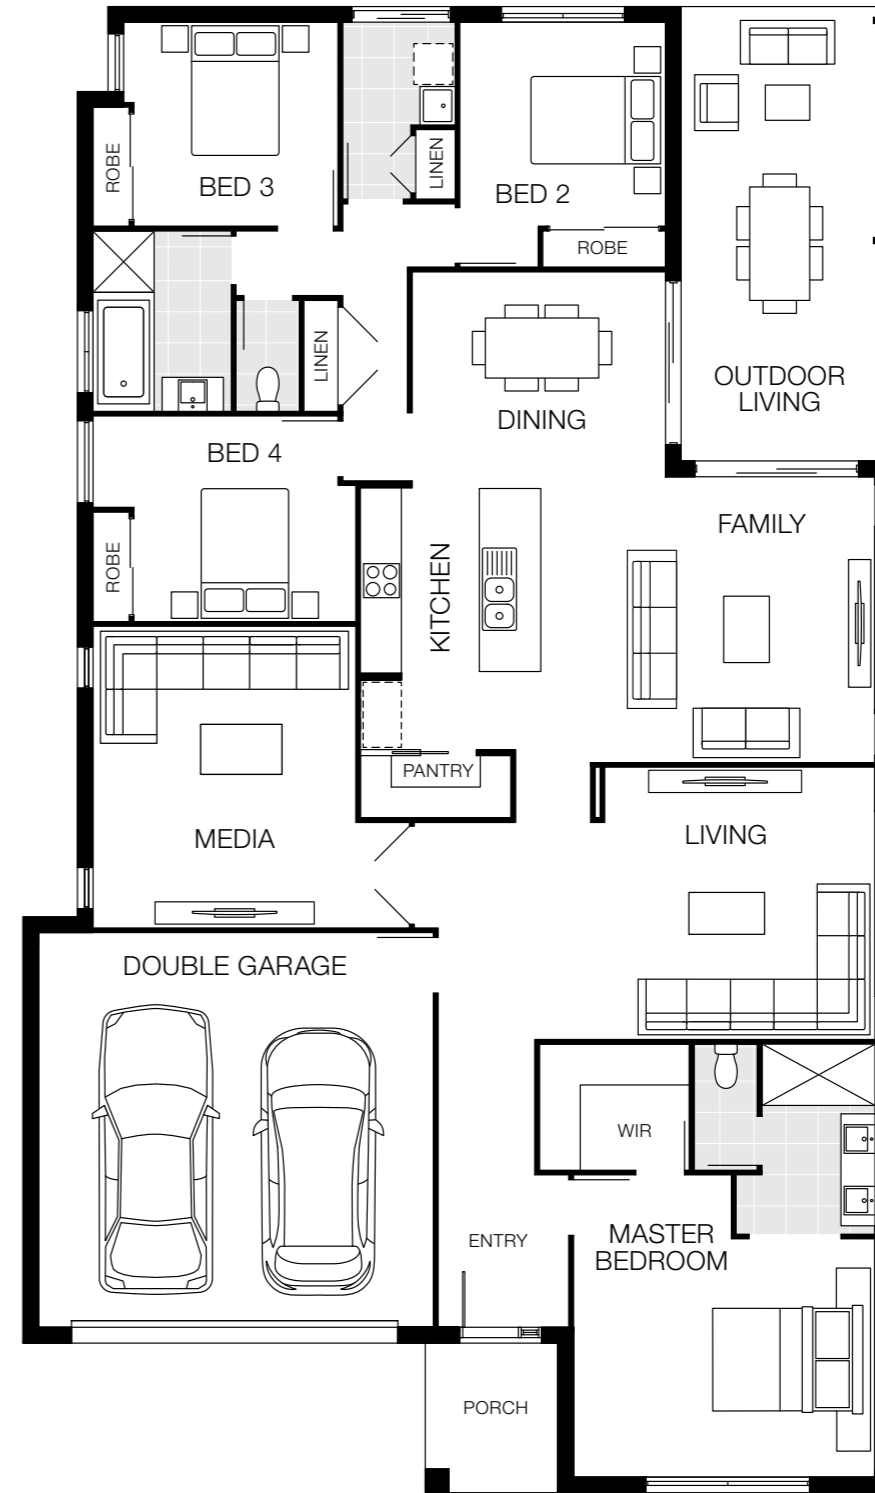 LINEN
ROBE
BED 3
BED 2
ROBE
LINEN
OUTDOOR
LIVING
DINING
BED 4
FAMILY
ROBE
KITCHEN
PANTRY
MEDIA
LIVING
DOUBLE GARAGE
WIR
ENTRY
MASTER
BEDROOM
PORCH